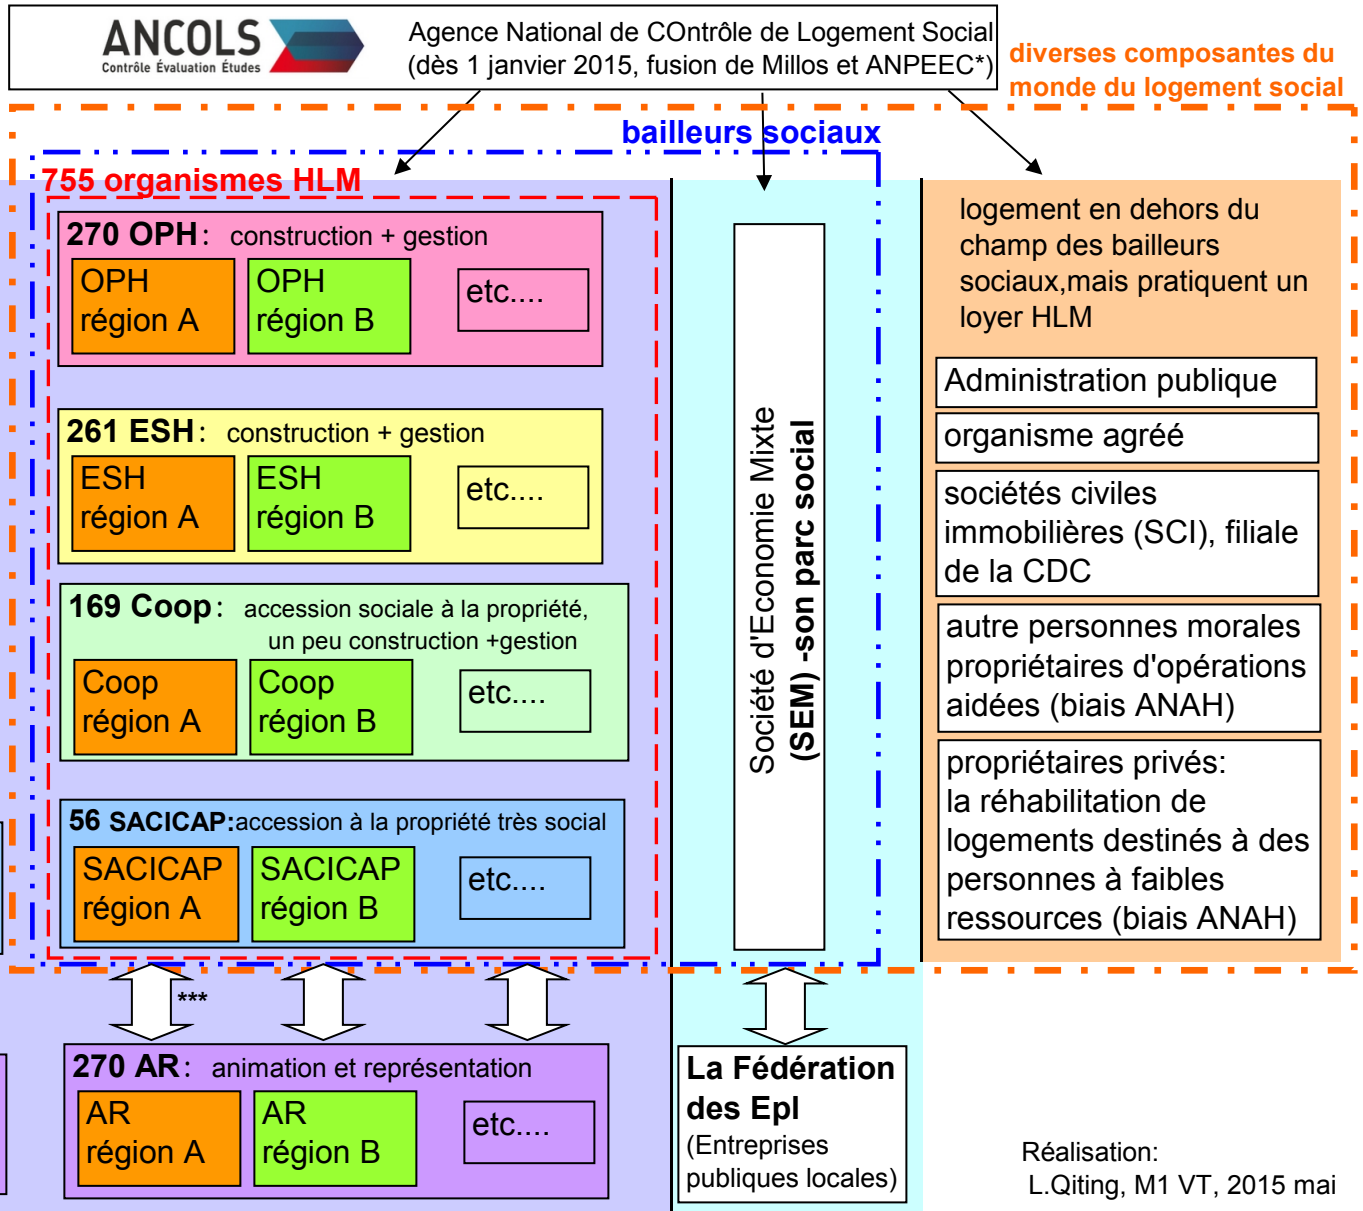 ANCOLS
Contrôle Évaluation Études
Agence National de COntrôle de Logement Social
(dès 1 janvier 2015, fusion de Millos et ANPEEC*)
diverses composantes du
monde du logement social
bailleurs sociaux
755 organismes HLM
270 OPH: construction + gestion
OPH
région A
OPH
région B
etc....
261 ESH: construction + gestion
ESH
région A
ESH
région B
etc....
169 Coop: accession sociale à la propriété,
un peu construction +gestion
Coop
région A
Coop
région B
etc....
56 SACICAP:accession à la propriété très social
SACICAP
région A
SACICAP
région B
etc....
***
270 AR: animation et représentation
AR
région A
AR
région B
etc....
Société d'Economie Mixte
(SEM) -son parc social
La Fédération
des Epl
(Entreprises
publiques locales)
logement en dehors du
champ des bailleurs
sociaux,mais pratiquent un
loyer HLM
Administration publique
organisme agréé
sociétés civiles
immobilières (SCI), filiale
de la CDC
autre personnes morales
propriétaires d'opérations
aidées (biais ANAH)
propriétaires privés:
la réhabilitation de
logements destinés à des
personnes à faibles
ressources (biais ANAH)
Réalisation:
L.Qiting, M1 VT, 2015 mai